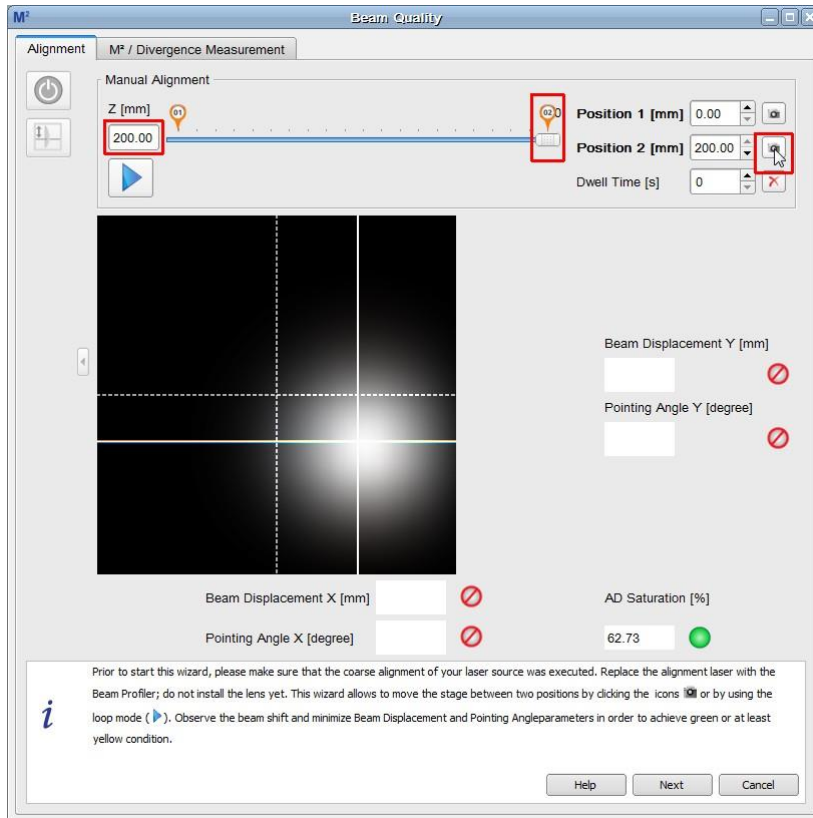 M²
Beam Quality
Alignment
M² / Divergence Measurement
Manual Alignment
Z [mm]
01
02
0
Position 1 [mm]
0.00
200.00
Position 2 [mm]
200.00
Dwell Time [s]
0
Beam Displacement Y [mm]
Pointing Angle Y [degree]
Beam Displacement X [mm]
AD Saturation [%]
Pointing Angle X [degree]
62.73
Prior to start this wizard, please make sure that the coarse alignment of your laser source was executed. Replace the alignment laser with the
Beam Profiler; do not install the lens yet. This wizard allows to move the stage between two positions by clicking the icons or by using the
loop mode ( ). Observe the beam shift and minimize Beam Displacement and Pointing Angleparameters in order to achieve green or at least
yellow condition.
i
Help
Next
Cancel